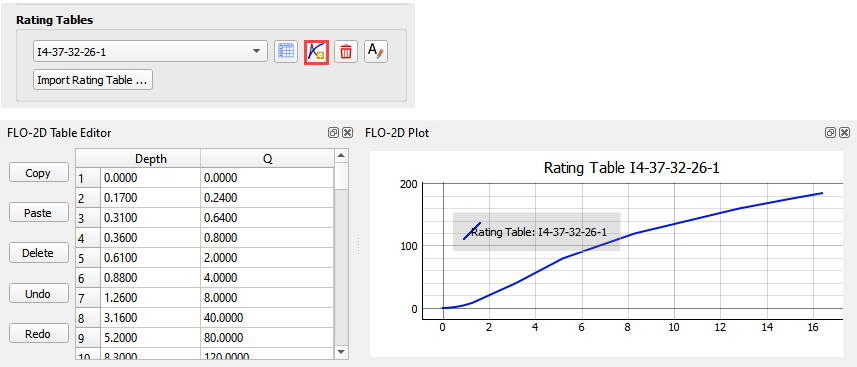 Rating Tables
I4-37-32-26-1
Import Rating Table ...
FLO-2D Table Editor
Copy
Paste
Delete
Undo
Redo
Depth Q
1 0.0000 0.0000
2 0.1700 0.2400
3 0.3100 0.6400
4 0.3600 0.8000
5 0.6100 2.0000
6 0.8800 4.0000
7 1.2600 8.0000
8 3.1600 40.0000
9 5.2000 80.0000
10 8.3000 120.0000
FLO-2D Plot
Rating Table I4-37-32-26-1
200
100
0
Rating Table: I4-37-32-26-1
0 2 4 6 8 10 12 14 16